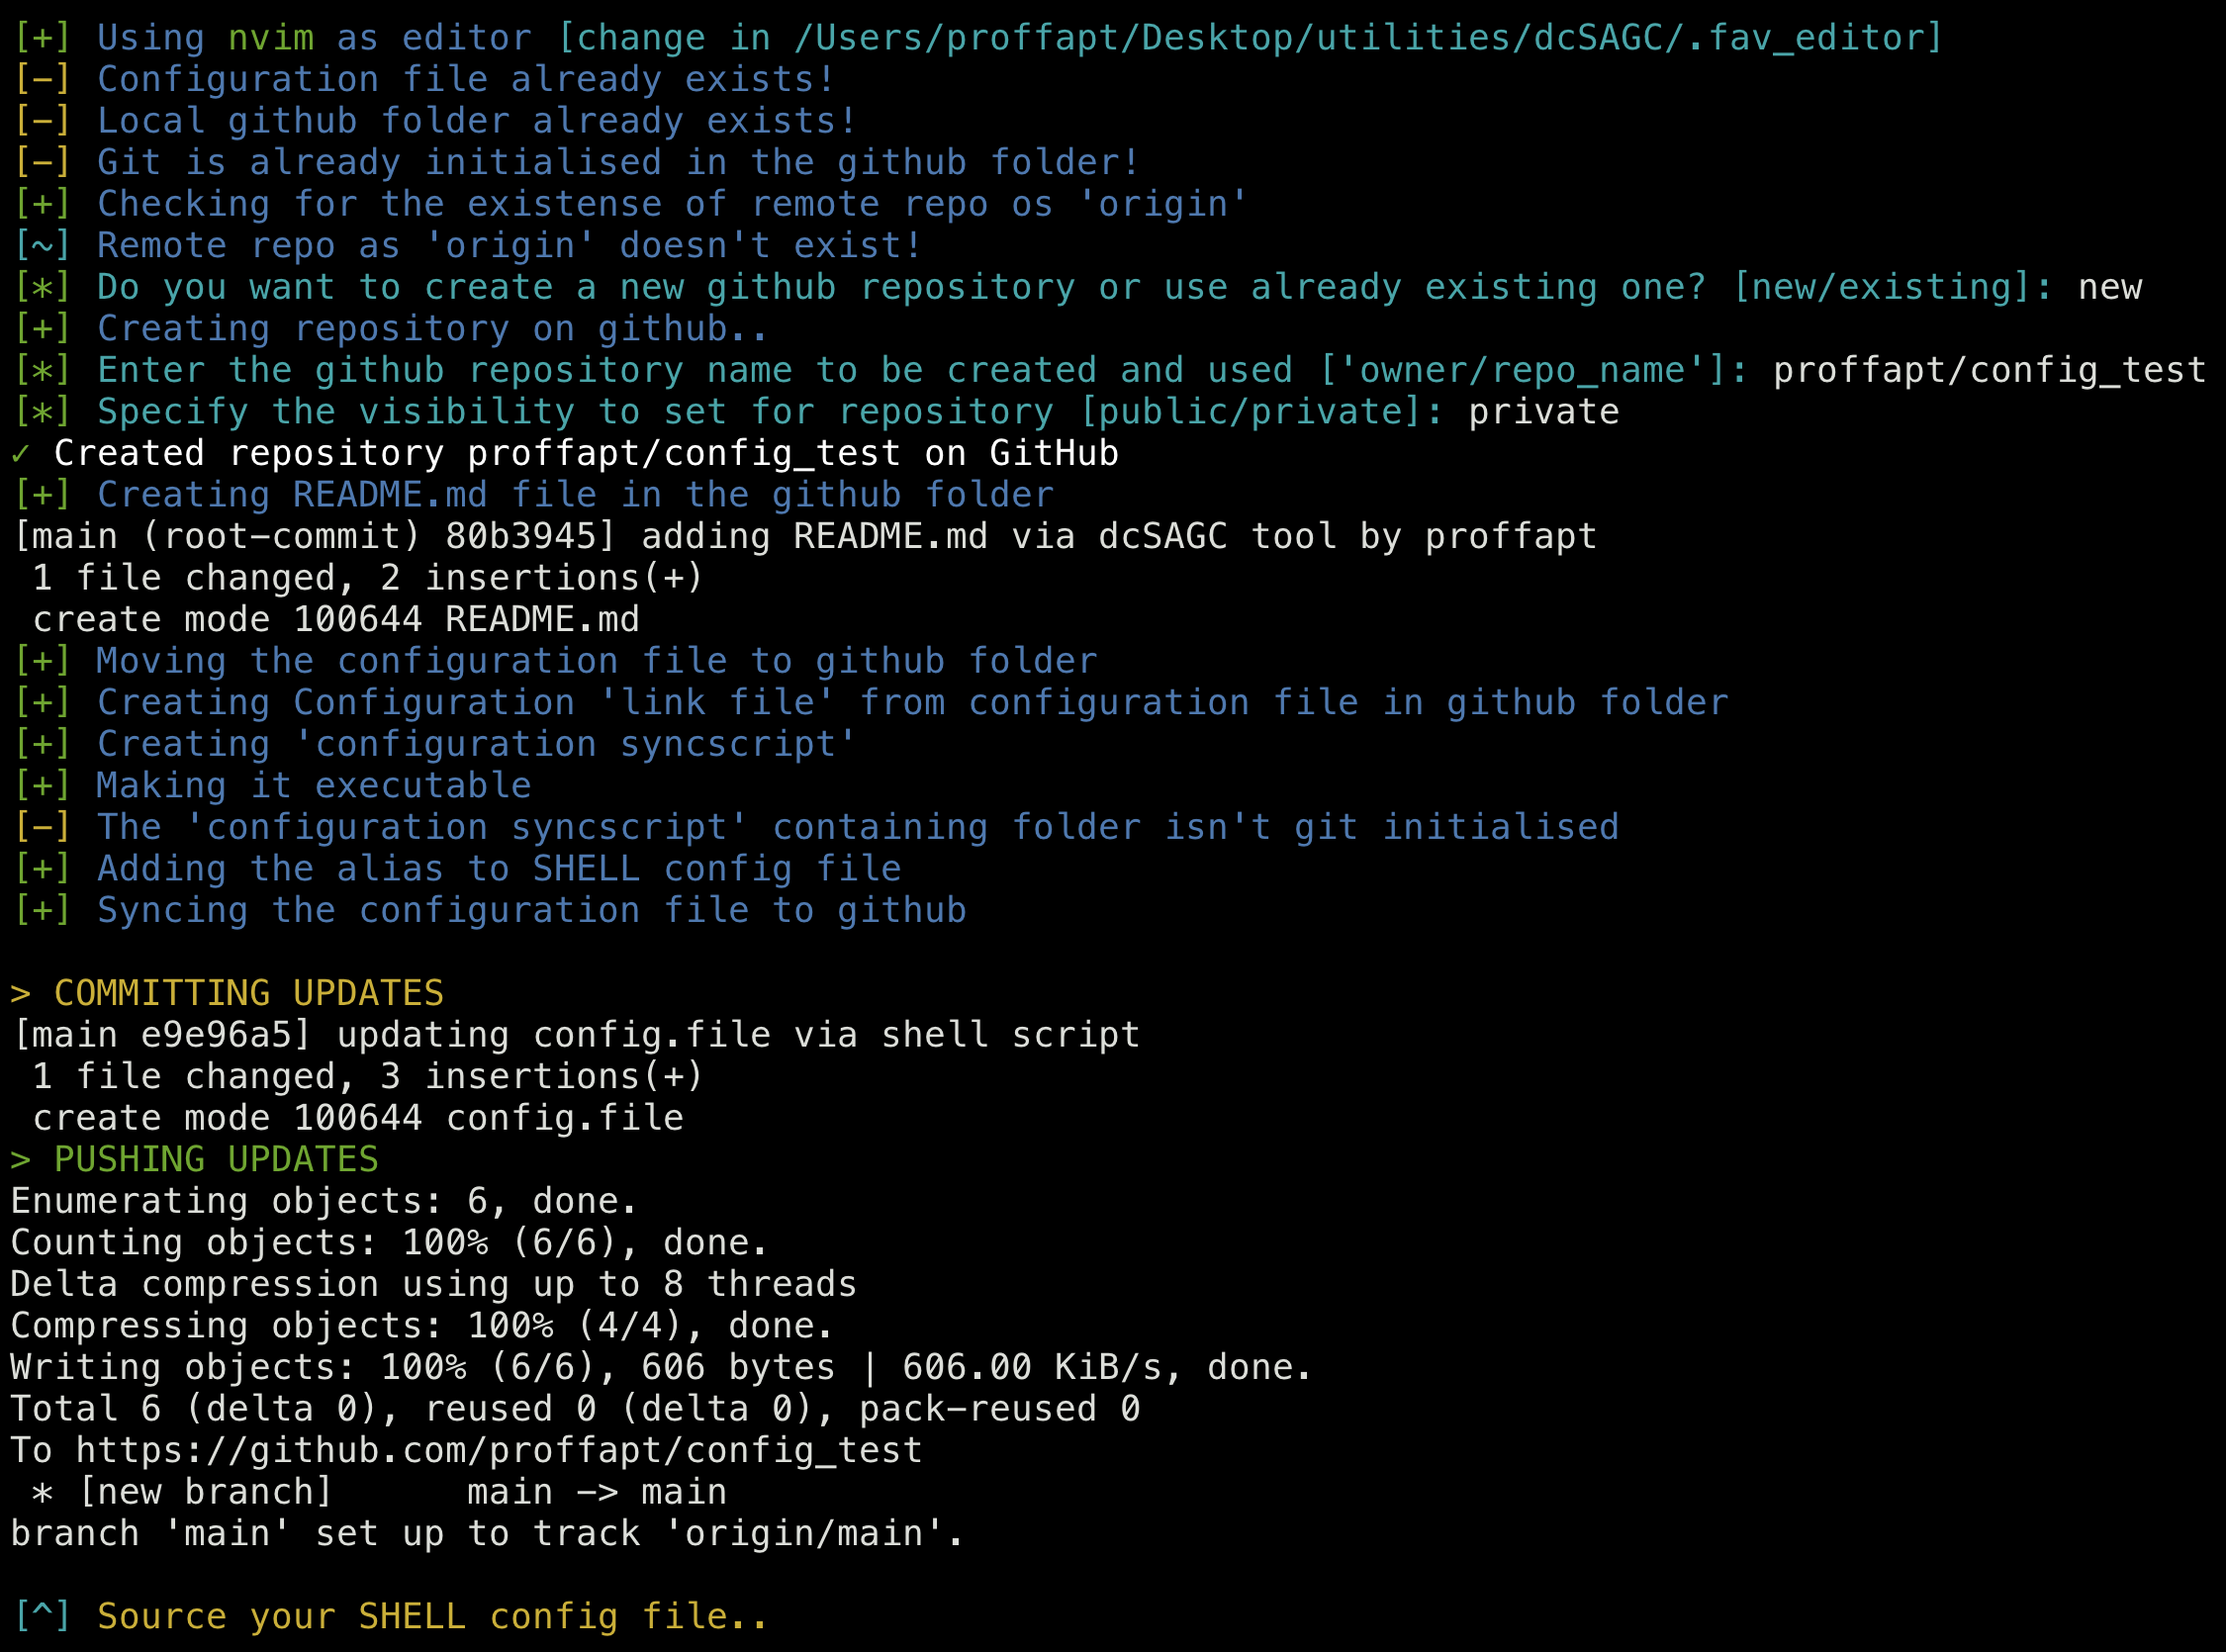 [+] Using nvim as editor [change in /Users/proffapt/Desktop/utilities/dcSAGC/.fav_editor]
[-] Configuration file already exists!
[-] Local github folder already exists!
[-] Git is already initialised in the github folder!
[+] Checking for the existense of remote repo os 'origin'
[~] Remote repo as 'origin' doesn't exist!
[*] Do you want to create a new github repository or use already existing one? [new/existing]: new
[+] Creating repository on github..
[*] Enter the github repository name to be created and used ['owner/repo_name']: proffapt/config_test
[*] Specify the visibility to set for repository [public/private]: private
✓ Created repository proffapt/config_test on GitHub
[+] Creating README.md file in the github folder
[main (root-commit) 80b3945] adding README.md via dcSAGC tool by proffapt
 1 file changed, 2 insertions(+)
 create mode 100644 README.md
[+] Moving the configuration file to github folder
[+] Creating Configuration 'link file' from configuration file in github folder
[+] Creating 'configuration syncscript'
[+] Making it executable
[-] The 'configuration syncscript' containing folder isn't git initialised
[+] Adding the alias to SHELL config file
[+] Syncing the configuration file to github

> COMMITTING UPDATES
[main e9e96a5] updating config.file via shell script
 1 file changed, 3 insertions(+)
 create mode 100644 config.file
> PUSHING UPDATES
Enumerating objects: 6, done.
Counting objects: 100% (6/6), done.
Delta compression using up to 8 threads
Compressing objects: 100% (4/4), done.
Writing objects: 100% (6/6), 606 bytes | 606.00 KiB/s, done.
Total 6 (delta 0), reused 0 (delta 0), pack-reused 0
To https://github.com/proffapt/config_test
 * [new branch]      main -> main
branch 'main' set up to track 'origin/main'.

[^] Source your SHELL config file..